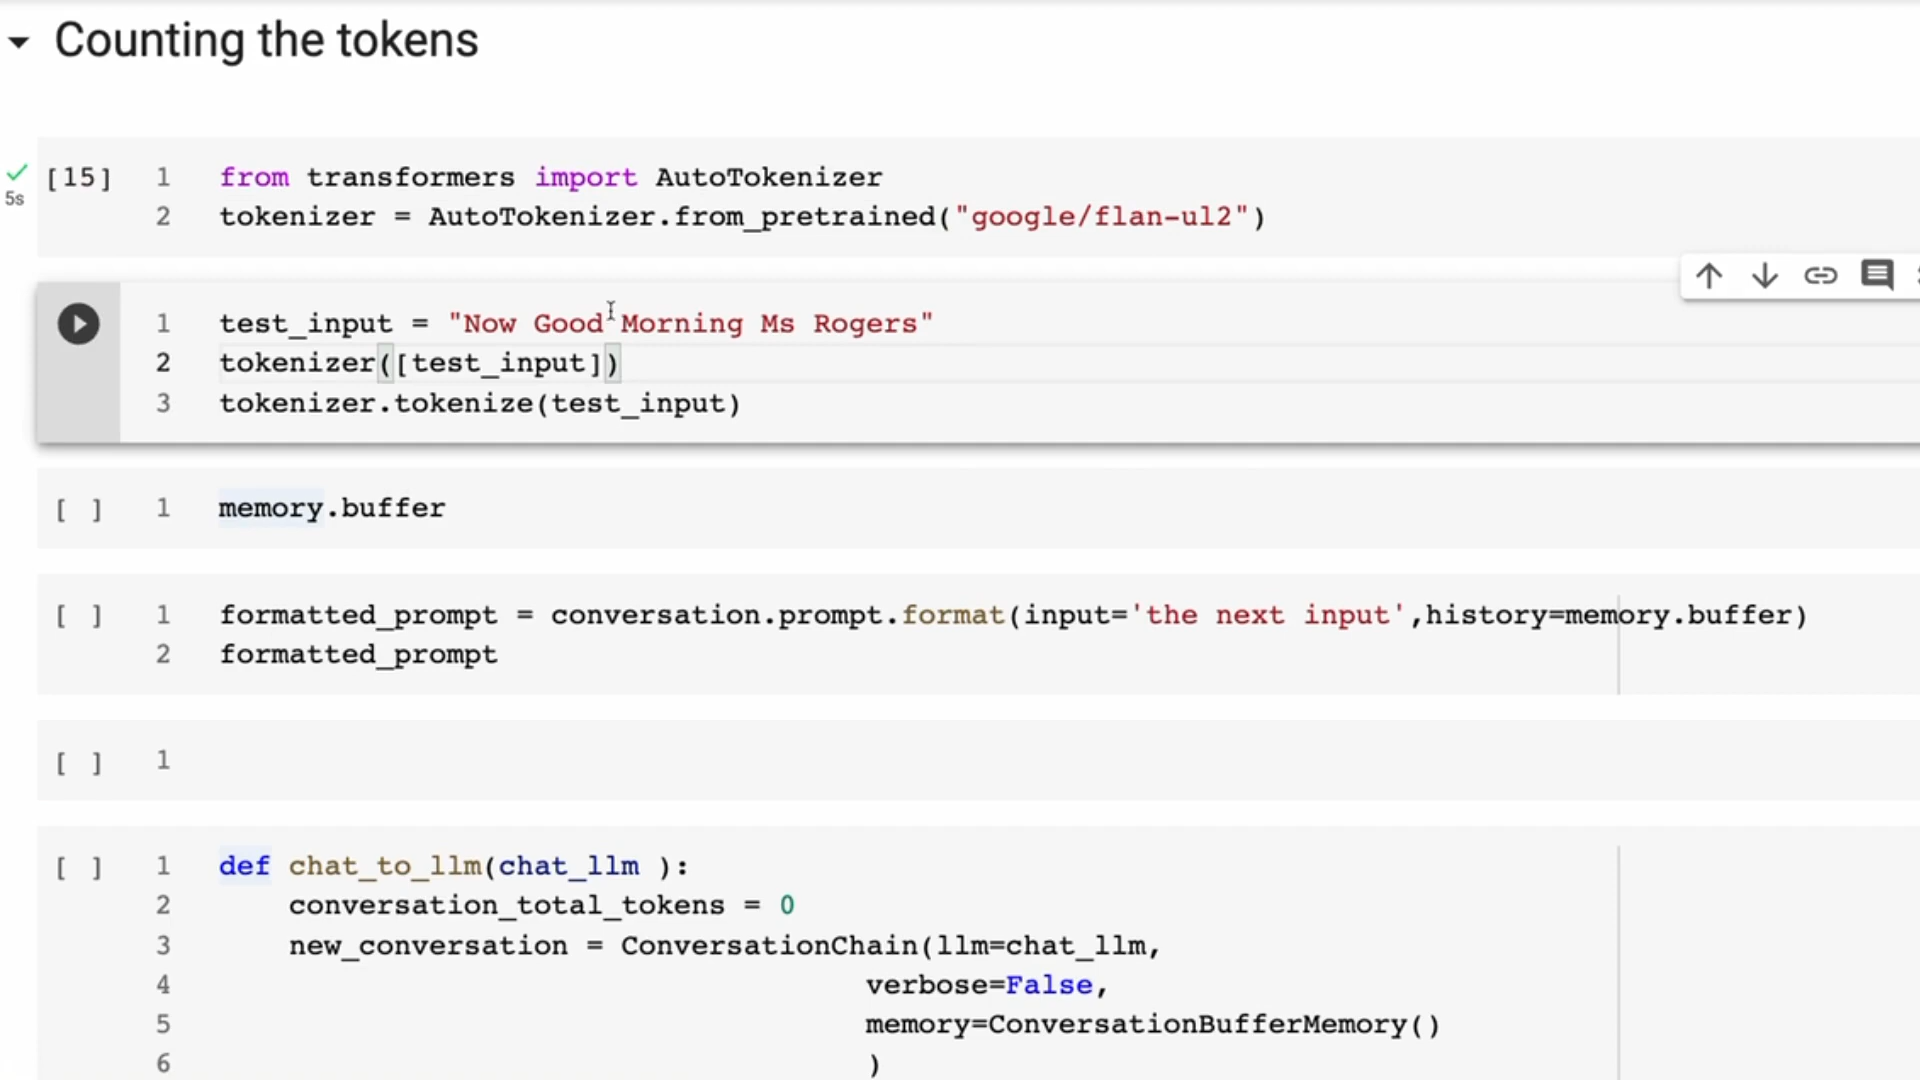 Counting the tokens
5s
[15]
1 from transformers import AutoTokenizer
2 tokenizer = AutoTokenizer.from_pretrained("google/flan-ul2")
1 test_input = "Now Good Morning Ms Rogers"
2 tokenizer([test_input])
3 tokenizer.tokenize(test_input)
[ ] 1 memory.buffer
[ ] 1 formatted_prompt = conversation.prompt.format(input='the next input',history=memory.buffer)
2 formatted_prompt
[ ] 1
[ ] 1 def chat_to_llm(chat_llm ):
2 conversation_total_tokens = 0
3 new_conversation = ConversationChain(llm=chat_llm,
4 verbose=False,
5 memory=ConversationBufferMemory()
6 )